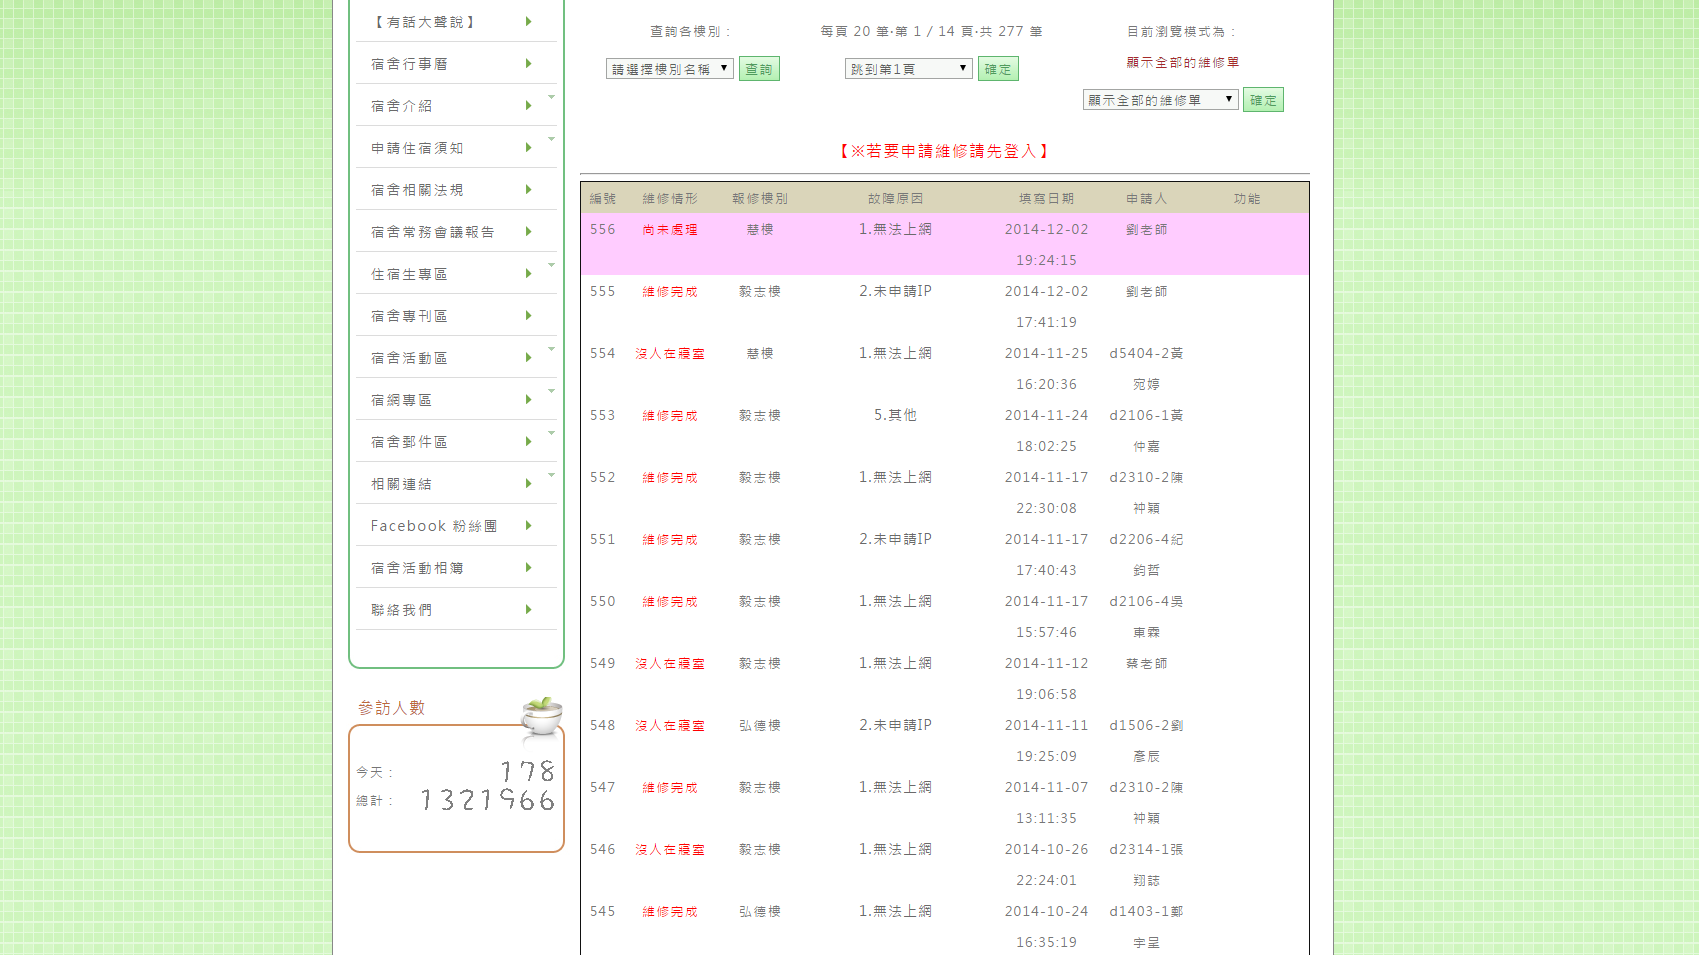 【有話大聲說】
宿舍行事曆
宿舍介紹
申請住宿須知
宿舍相關法規
宿舍常務會議報告
住宿生專區
宿舍專刊區
宿舍活動區
宿網專區
宿舍郵件區
相關連結
Facebook 粉絲團
宿舍活動相簿
聯絡我們
參訪人數
今天：178
總計：1321966
查詢各樓別：
請選擇樓別名稱 查詢
每頁 20 筆‧第 1 / 14 頁‧共 277 筆
跳到第1頁 確定
目前瀏覽模式為：
顯示全部的維修單
顯示全部的維修單 確定
【※若要申請維修請先登入】
編號 維修情形 報修樓別 故障原因 填寫日期 申請人 功能
556 尚未處理 慧樓 1.無法上網 2014-12-02 劉老師
19:24:15
555 維修完成 毅志樓 2.未申請IP 2014-12-02 劉老師
17:41:19
554 沒人在寢室 慧樓 1.無法上網 2014-11-25 d5404-2黃
16:20:36 宛婷
553 維修完成 毅志樓 5.其他 2014-11-24 d2106-1黃
18:02:25 仲嘉
552 維修完成 毅志樓 1.無法上網 2014-11-17 d2310-2陳
22:30:08 神穎
551 維修完成 毅志樓 2.未申請IP 2014-11-17 d2206-4紀
17:40:43 鈞哲
550 維修完成 毅志樓 1.無法上網 2014-11-17 d2106-4吳
15:57:46 東霖
549 沒人在寢室 毅志樓 1.無法上網 2014-11-12 蔡老師
19:06:58
548 沒人在寢室 弘德樓 2.未申請IP 2014-11-11 d1506-2劉
19:25:09 彥辰
547 維修完成 毅志樓 1.無法上網 2014-11-07 d2310-2陳
13:11:35 神穎
546 沒人在寢室 毅志樓 1.無法上網 2014-10-26 d2314-1張
22:24:01 翔誌
545 維修完成 弘德樓 1.無法上網 2014-10-24 d1403-1鄭
16:35:19 宇呈